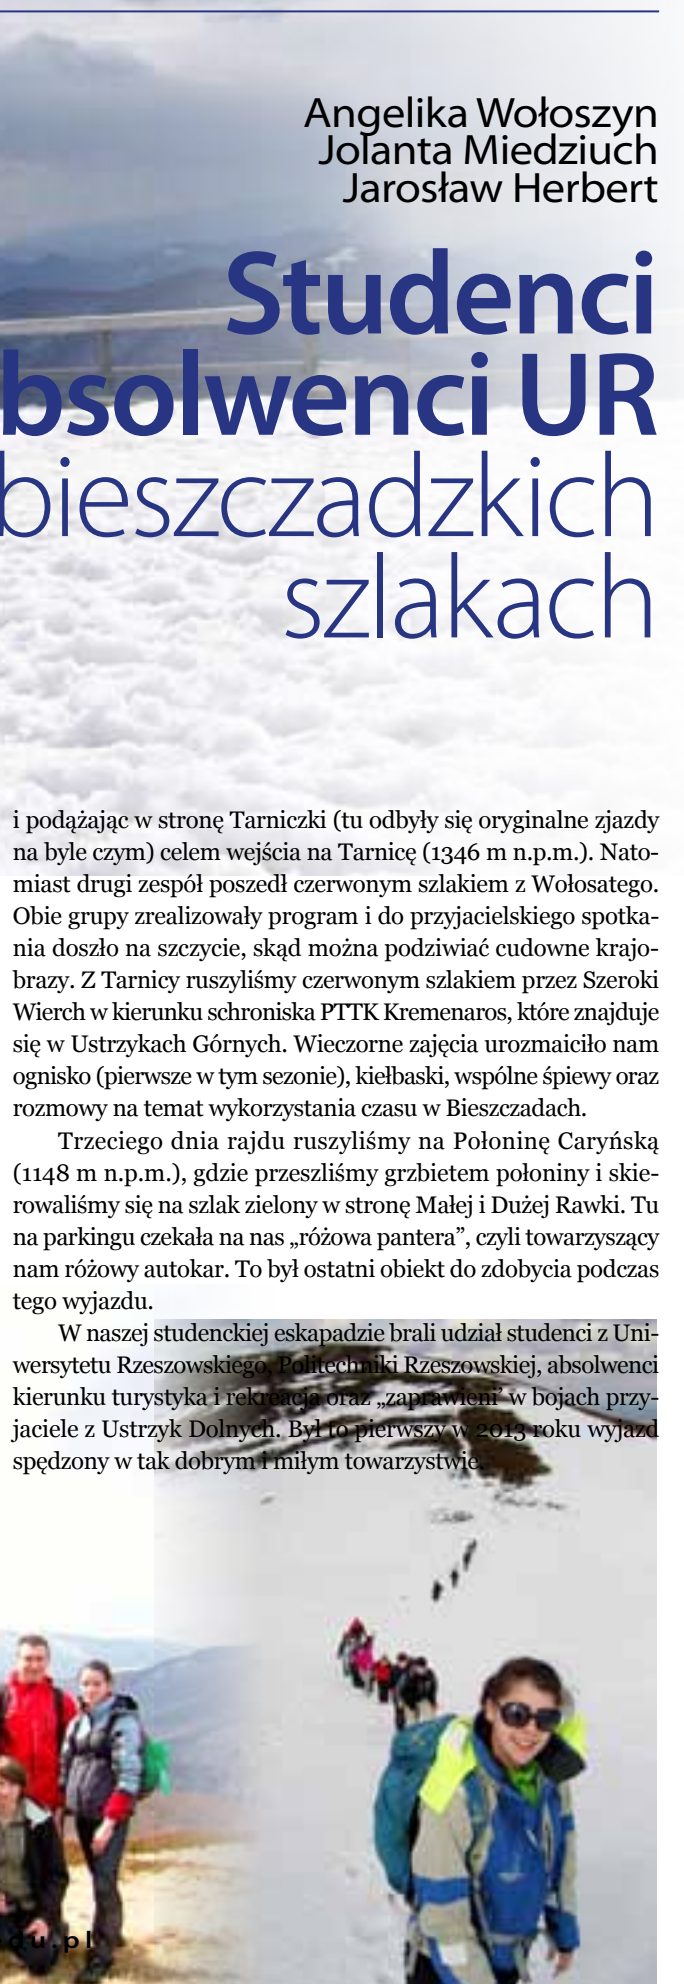 Angelika Wołoszyn
Jolanta Miedziuch
Jarosław Herbert
Studenci
bsolwenci UR
bieszczadzkich
szlakach
i podążając w stronę Tarniczki (tu odbyły się oryginalne zjazdy
na byle czym) celem wejścia na Tarnicę (1346 m n.p.m.). Nato-
miast drugi zespół poszedł czerwonym szlakiem z Wołosatego.
Obie grupy zrealizowały program i do przyjacielskiego spotka-
nia doszło na szczycie, skąd można podziwiać cudowne krajo-
brazy. Z Tarnicy ruszyliśmy czerwonym szlakiem przez Szeroki
Wierch w kierunku schroniska PTTK Kremenaros, które znajduje
się w Ustrzykach Górnych. Wieczorne zajęcia urozmaiciło nam
ognisko (pierwsze w tym sezonie), kiełbaski, wspólne śpiewy oraz
rozmowy na temat wykorzystania czasu w Bieszczadach.
Trzeciego dnia rajdu ruszyliśmy na Połoninę Caryńską
(1148 m n.p.m.), gdzie przeszliśmy grzbietem połoniny i skie-
rowaliśmy się na szlak zielony w stronę Małej i Dużej Rawki. Tu
na parkingu czekała na nas „różowa pantera”, czyli towarzyszący
nam różowy autokar. To był ostatni obiekt do zdobycia podczas
tego wyjazdu.
W naszej studenckiej eskapadzie brali udział studenci z Uni-
wersytetu Rzeszowskiego, Politechniki Rzeszowskiej, absolwenci
kierunku turystyka i rekreacja oraz „zaprawieni’ w bojach przy-
jaciele z Ustrzyk Dolnych. Był to pierwszy w 2013 roku wyjazd
spędzony w tak dobrym i miłym towarzystwie.
du.pl